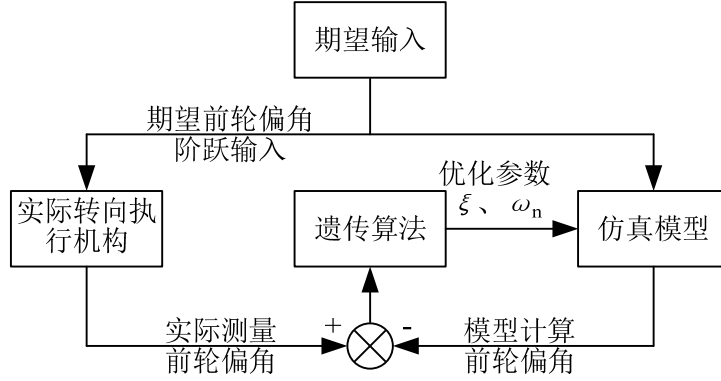 期望输入
期望前轮偏角
阶跃输入
优化参数
ξ、ωn
实际转向执
行机构
遗传算法
仿真模型
+
-
实际测量
前轮偏角
模型计算
前轮偏角